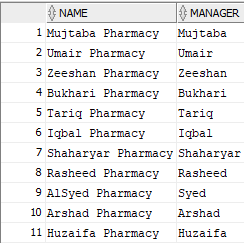 NAME MANAGER
1 Mujtaba Pharmacy Mujtaba
2 Umair Pharmacy Umair
3 Zeeshan Pharmacy Zeeshan
4 Bukhari Pharmacy Bukhari
5 Tariq Pharmacy Tariq
6 Iqbal Pharmacy Iqbal
7 Shaharyar Pharmacy Shaharyar
8 Rasheed Pharmacy Rasheed
9 AlSyed Pharmacy Syed
10 Arshad Pharmacy Arshad
11 Huzaifa Pharmacy Huzaifa